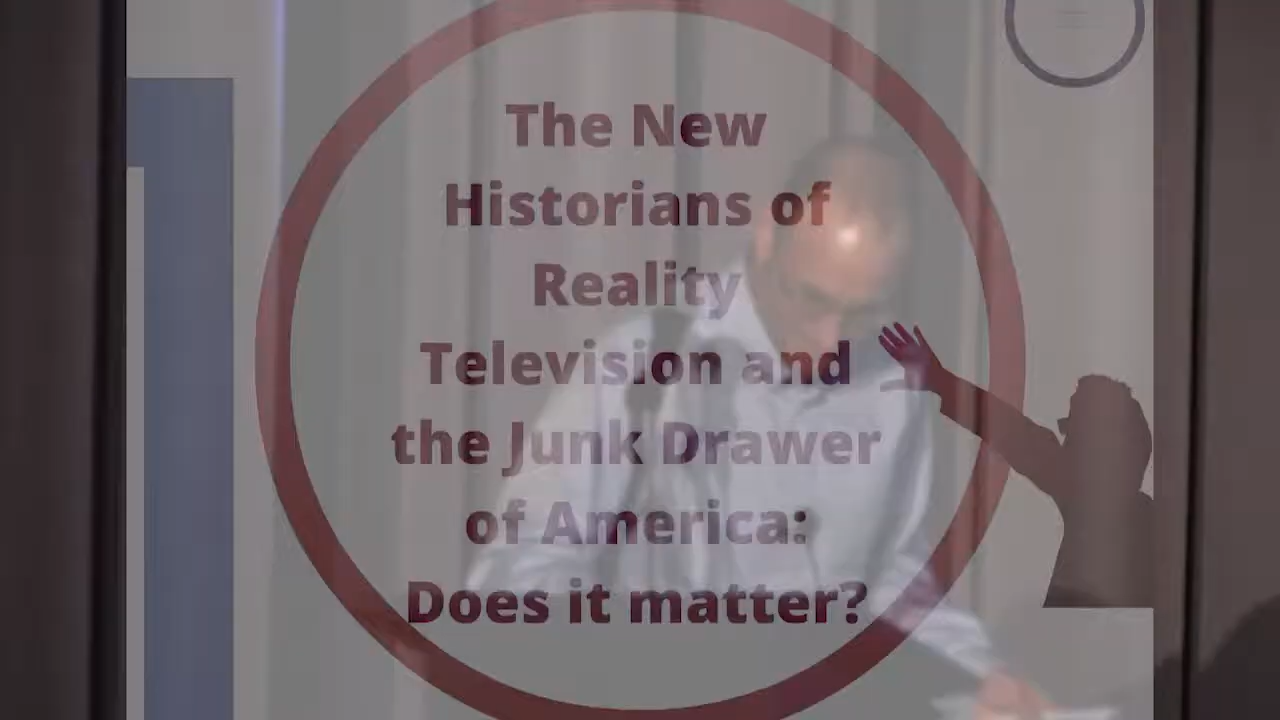 The New
Historians of
Reality
Television and
the Junk Drawer
of America:
Does it matter?